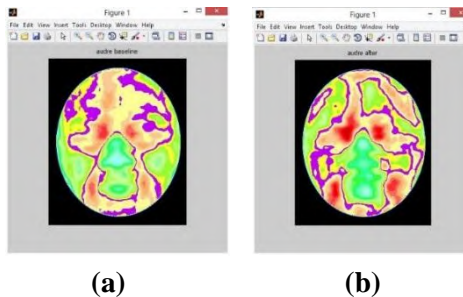 Figure 1
File Edit View Insert Tools Desktop Window Help
audre baseline
(a)
Figure 1
File Edit View Insert Tools Desktop Window Help
audre after
(b)